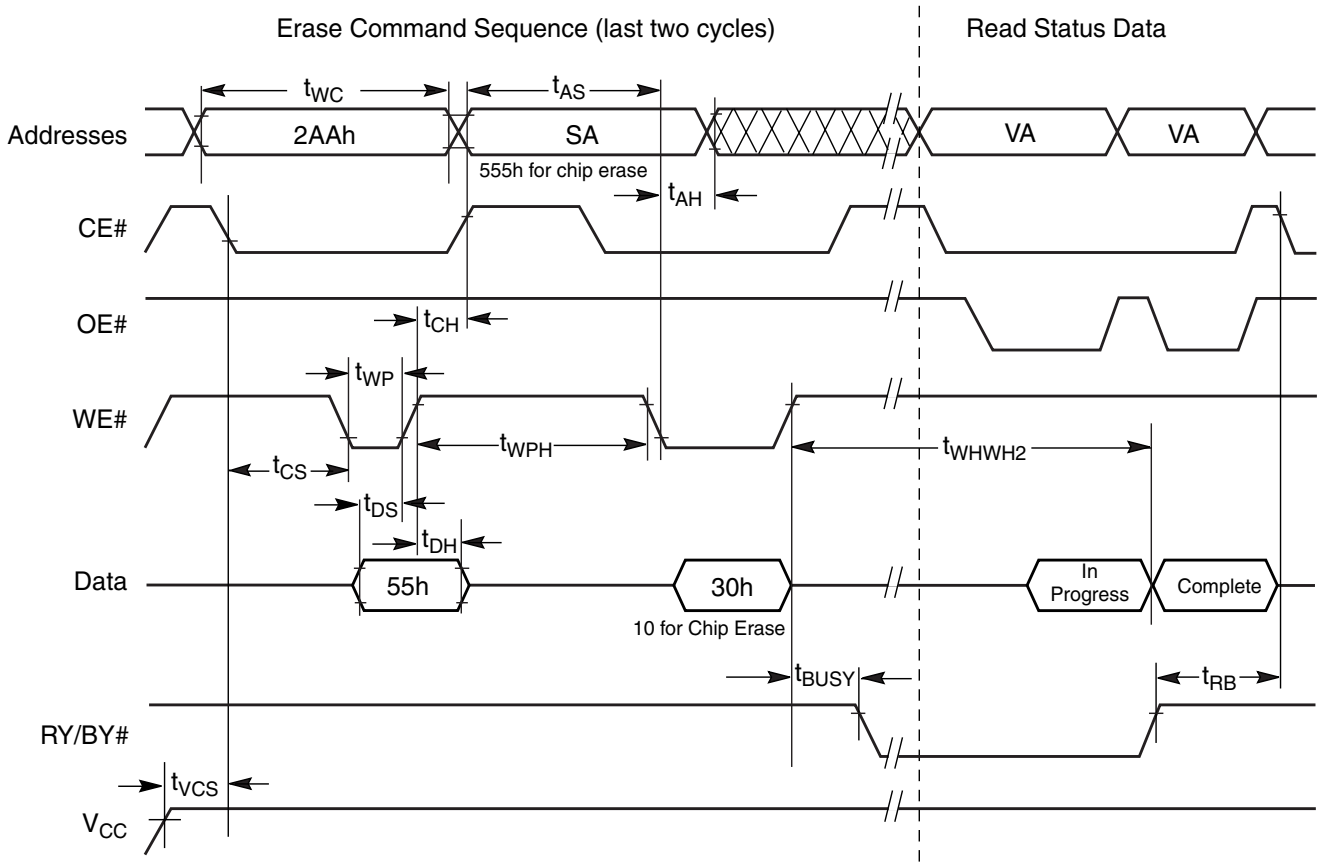 Erase Command Sequence (last two cycles)
Read Status Data
tWC
tAS
Addresses
2AAh
SA
VA
VA
555h for chip erase
tAH
CE#
OE#
tCH
tWP
WE#
tWPH
tWHWH2
tCS
tDS
tDH
Data
55h
30h
In
Progress
Complete
10 for Chip Erase
tBUSY
tRB
RY/BY#
tVCS
VCC